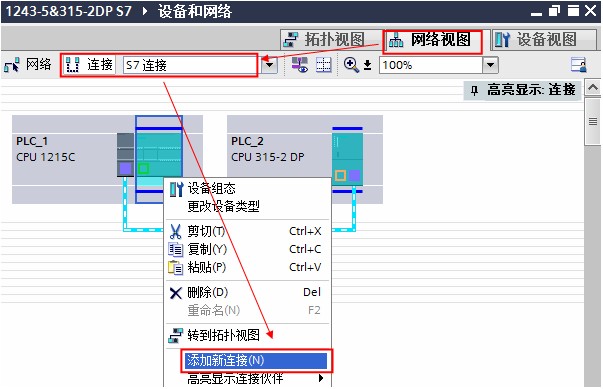 1243-5&315-2DP S7 ▸ 设备和网络
拓扑视图 网络视图 设备视图
网络 连接 S7 连接 100%
高亮显示: 连接
PLC_1
CPU 1215C
PLC_2
CPU 315-2 DP
设备组态
更改设备类型
剪切(T) Ctrl+X
复制(Y) Ctrl+C
粘贴(P) Ctrl+V
删除(D) Del
重命名(N) F2
转到拓扑视图
添加新连接(N)
高亮显示连接伙伴